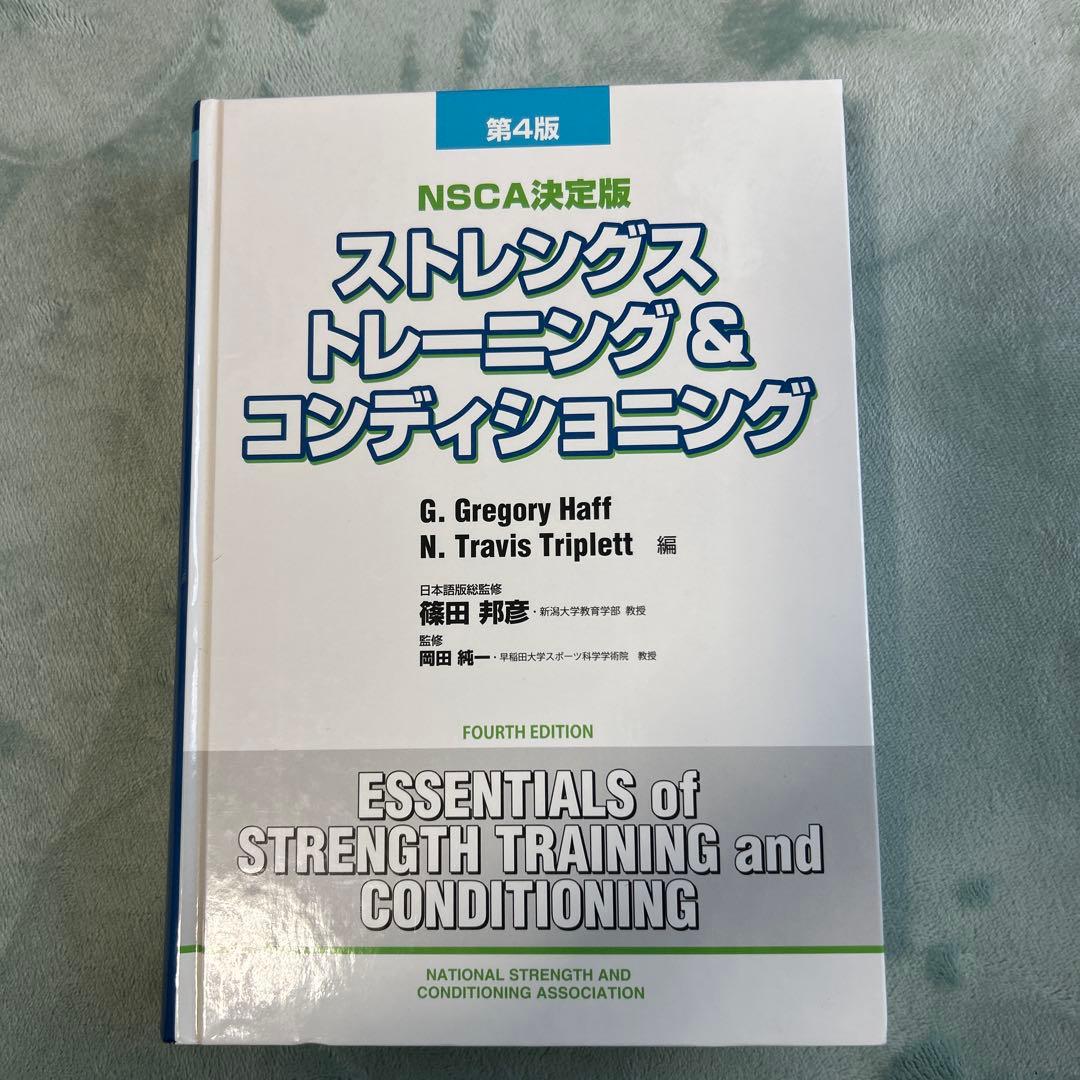 第4版
NSCA決定版
ストレングス
トレーニング&
コンディショニング
G. Gregory Haff
N. Travis Triplett 編
日本語版総監修
篠田 邦彦・新潟大学教育学部 教授
監修
岡田 純一・早稲田大学スポーツ科学学術院 教授
FOURTH EDITION
ESSENTIALS of
STRENGTH TRAINING and
CONDITIONING
NATIONAL STRENGTH AND
CONDITIONING ASSOCIATION